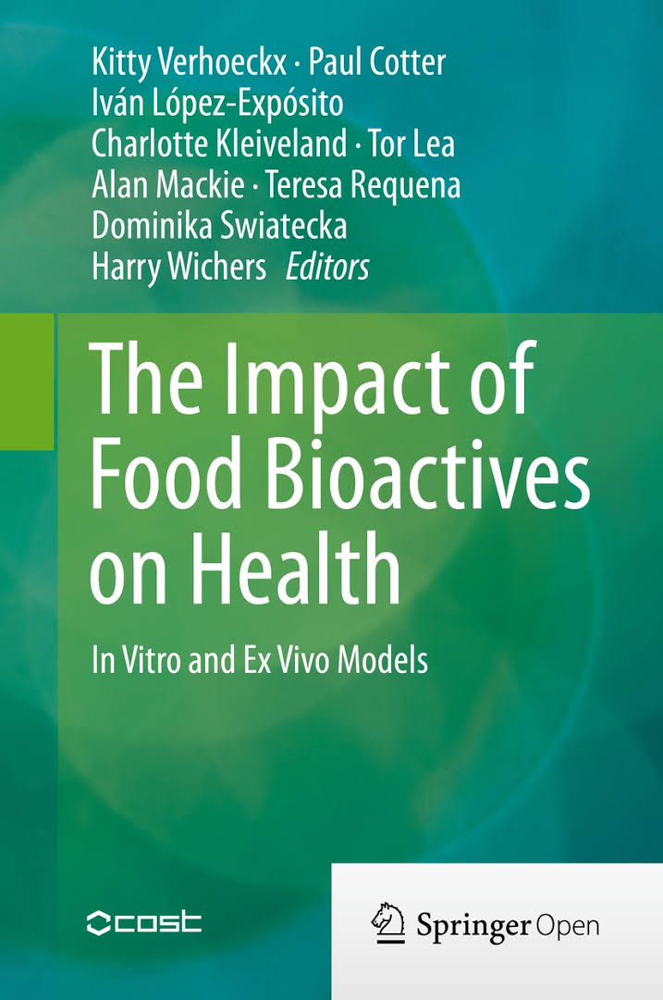 Kitty Verhoeckx · Paul Cotter
Iván López-Expósito
Charlotte Kleiveland · Tor Lea
Alan Mackie · Teresa Requena
Dominika Swiatecka
Harry Wichers Editors
The Impact of
Food Bioactives
on Health
In Vitro and Ex Vivo Models
cost
Springer Open